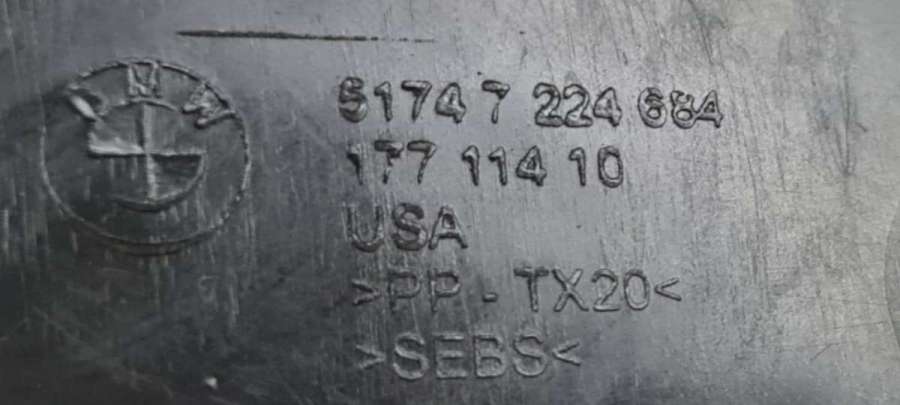 BMW
51747 224 684
177 114 10
USA
>PP - TX20<
>SEBS<